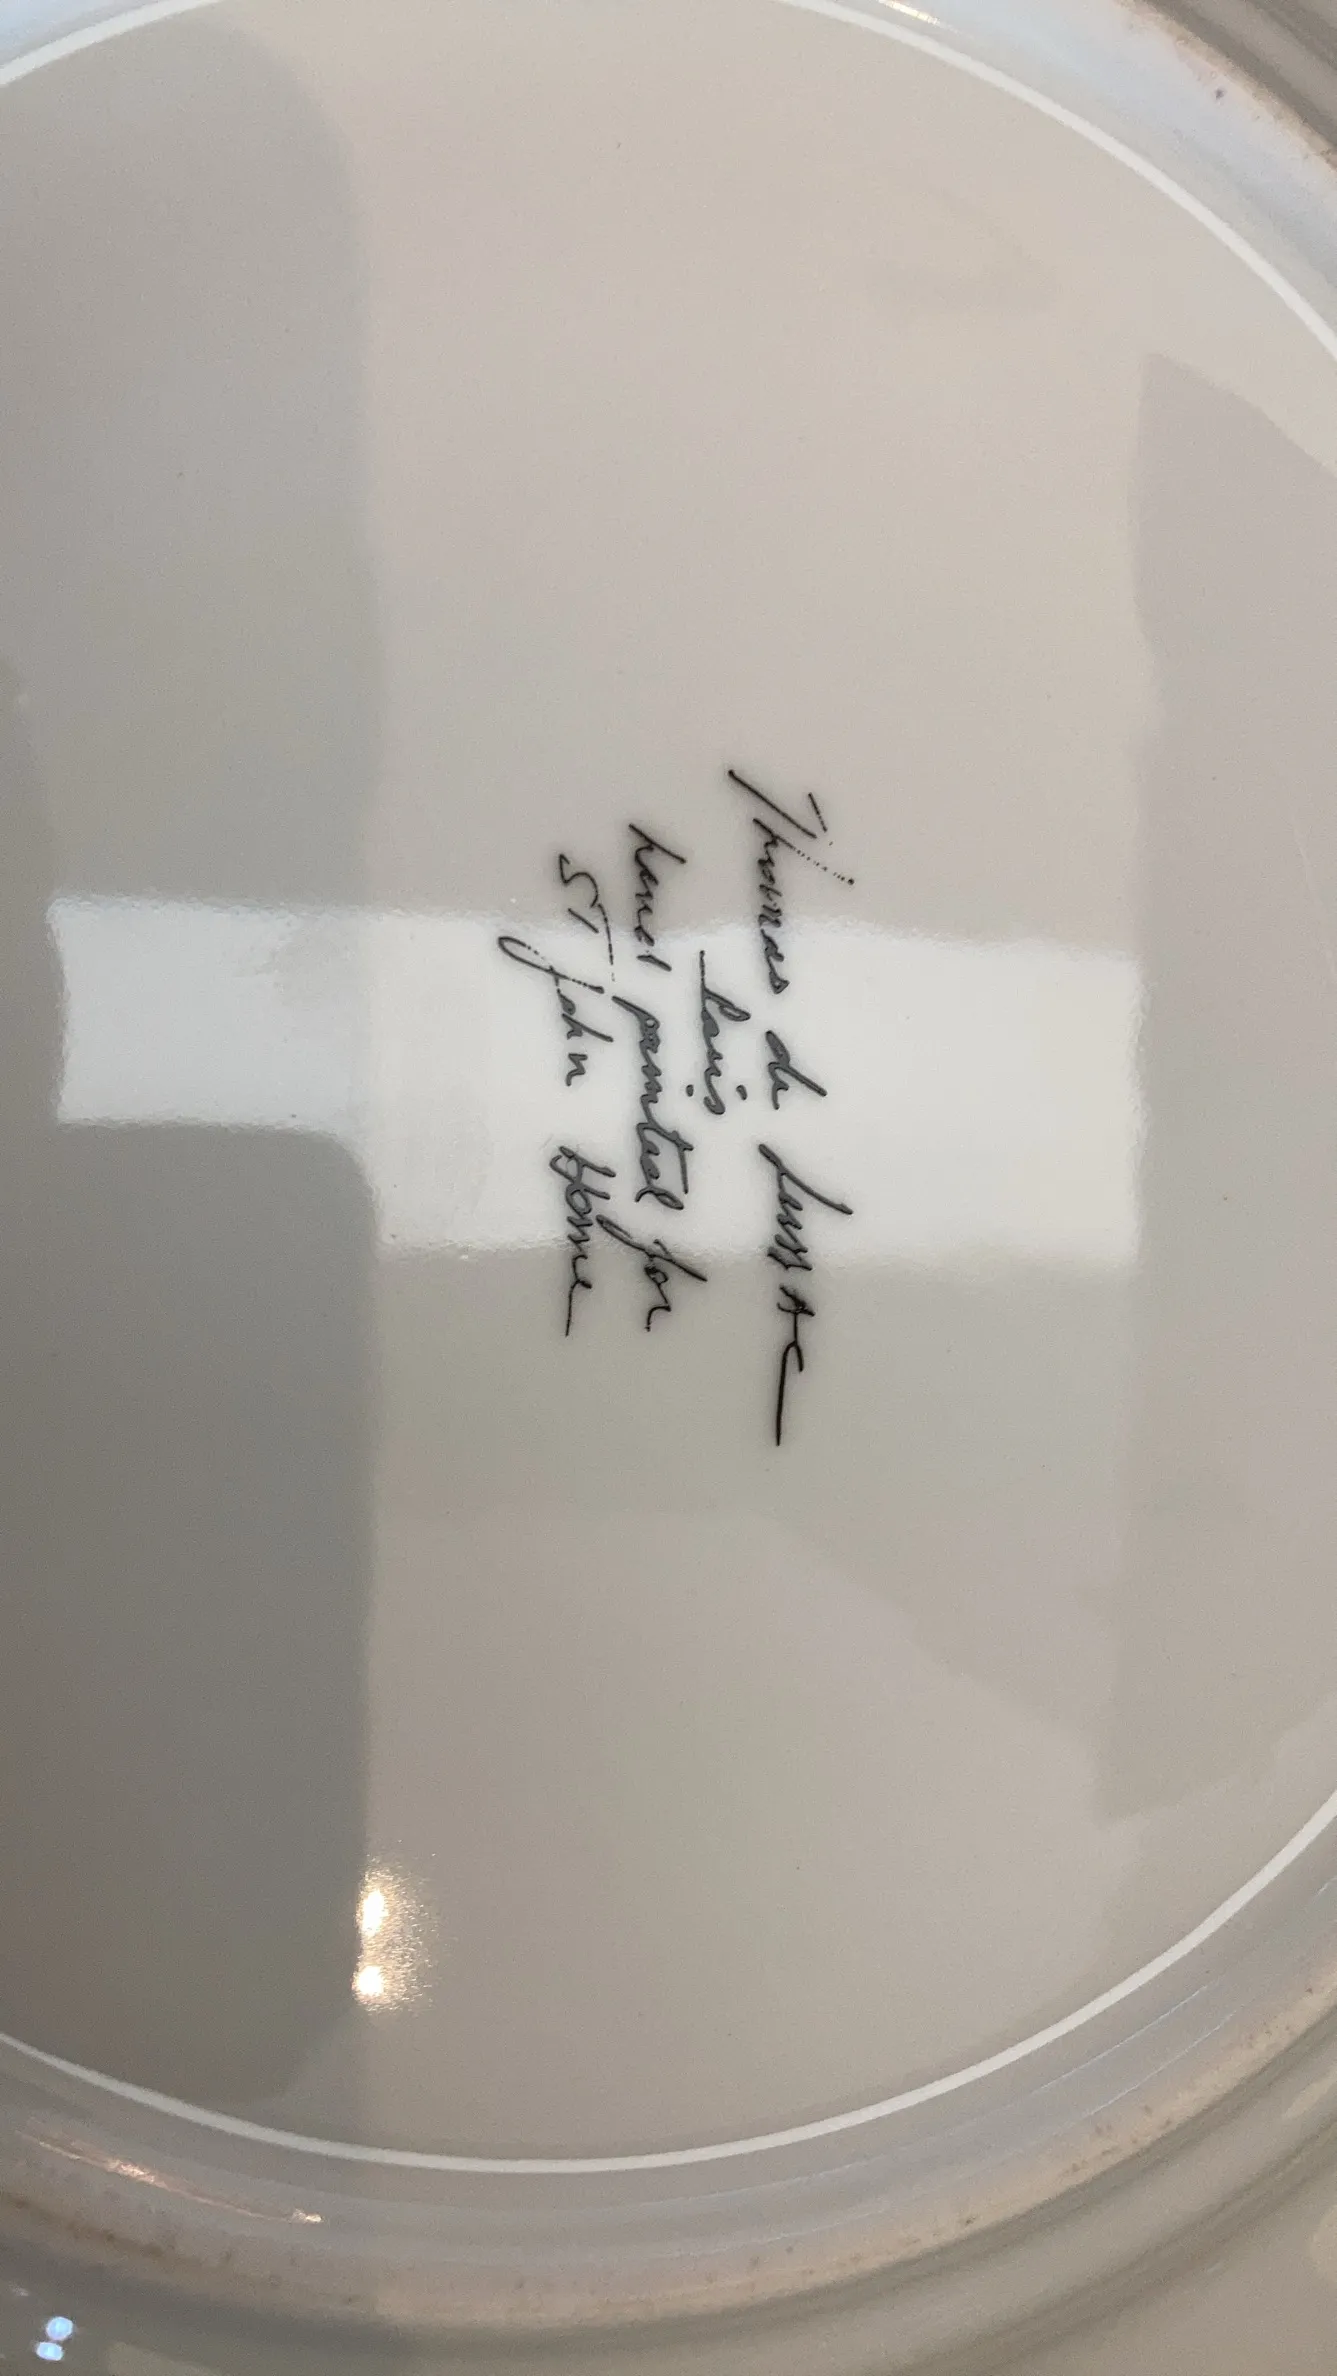 Thomas de Lussac
Paris
hand painted for
ST John Home